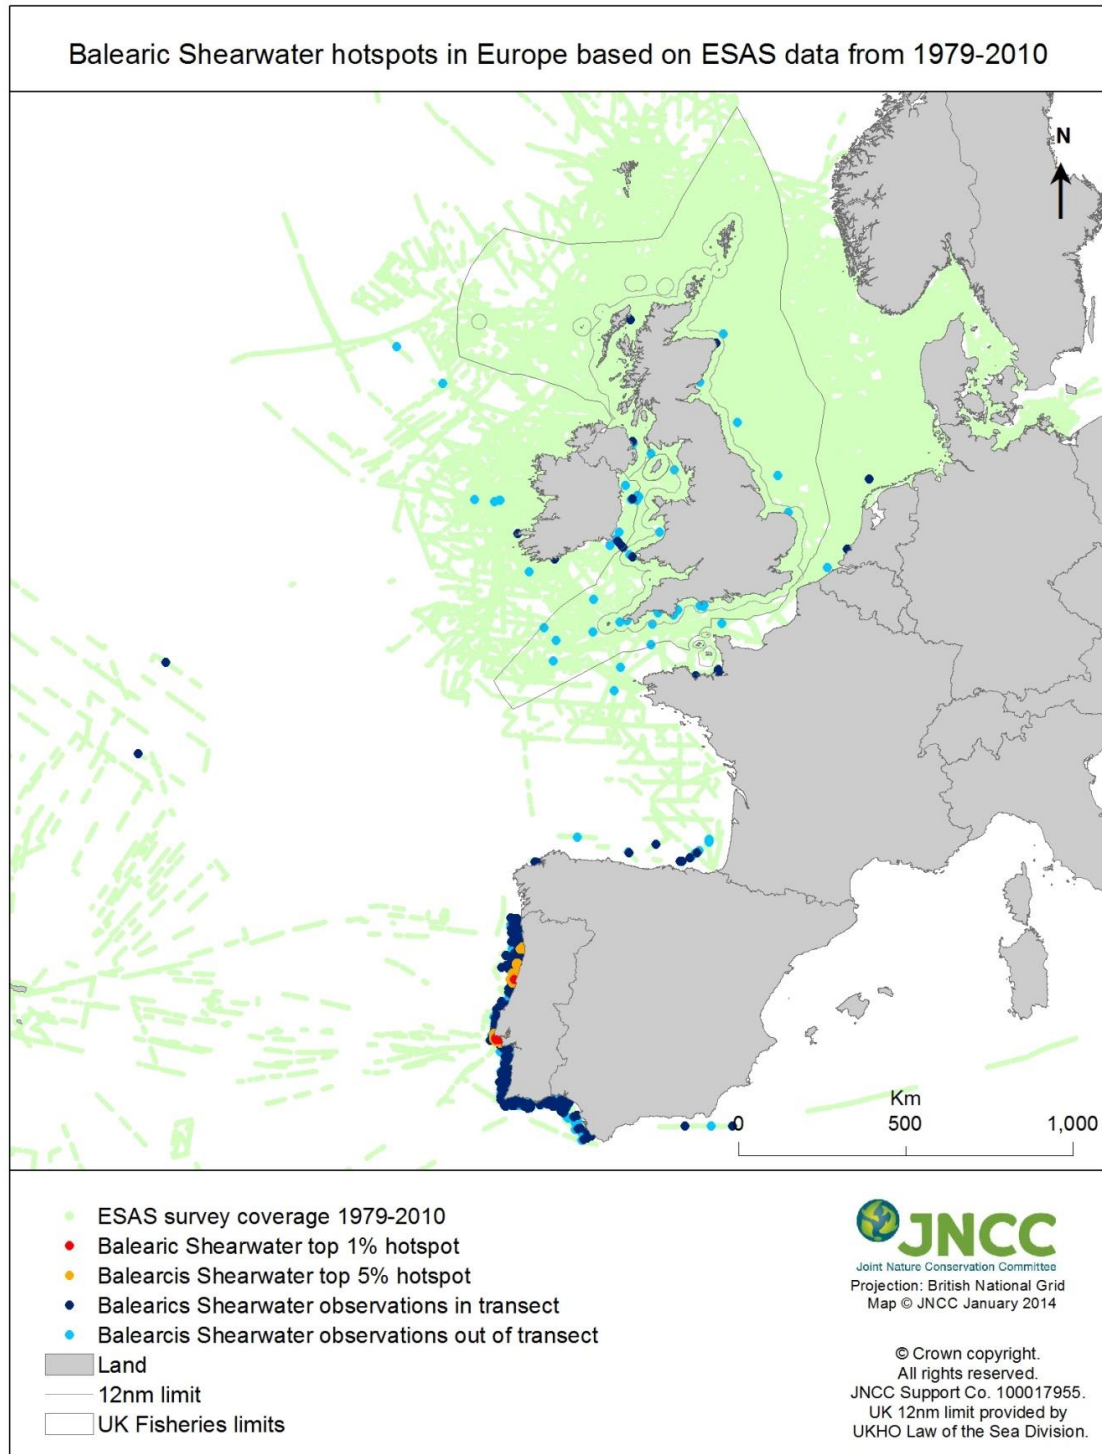 Balearic Shearwater hotspots in Europe based on ESAS data from 1979-2010
N
Km
0 500 1,000
ESAS survey coverage 1979-2010
Balearic Shearwater top 1% hotspot
Balearcis Shearwater top 5% hotspot
Balearics Shearwater observations in transect
Balearcis Shearwater observations out of transect
Land
12nm limit
UK Fisheries limits
JNCC
Joint Nature Conservation Committee
Projection: British National Grid
Map © JNCC January 2014
© Crown copyright.
All rights reserved.
JNCC Support Co. 100017955.
UK 12nm limit provided by
UKHO Law of the Sea Division.